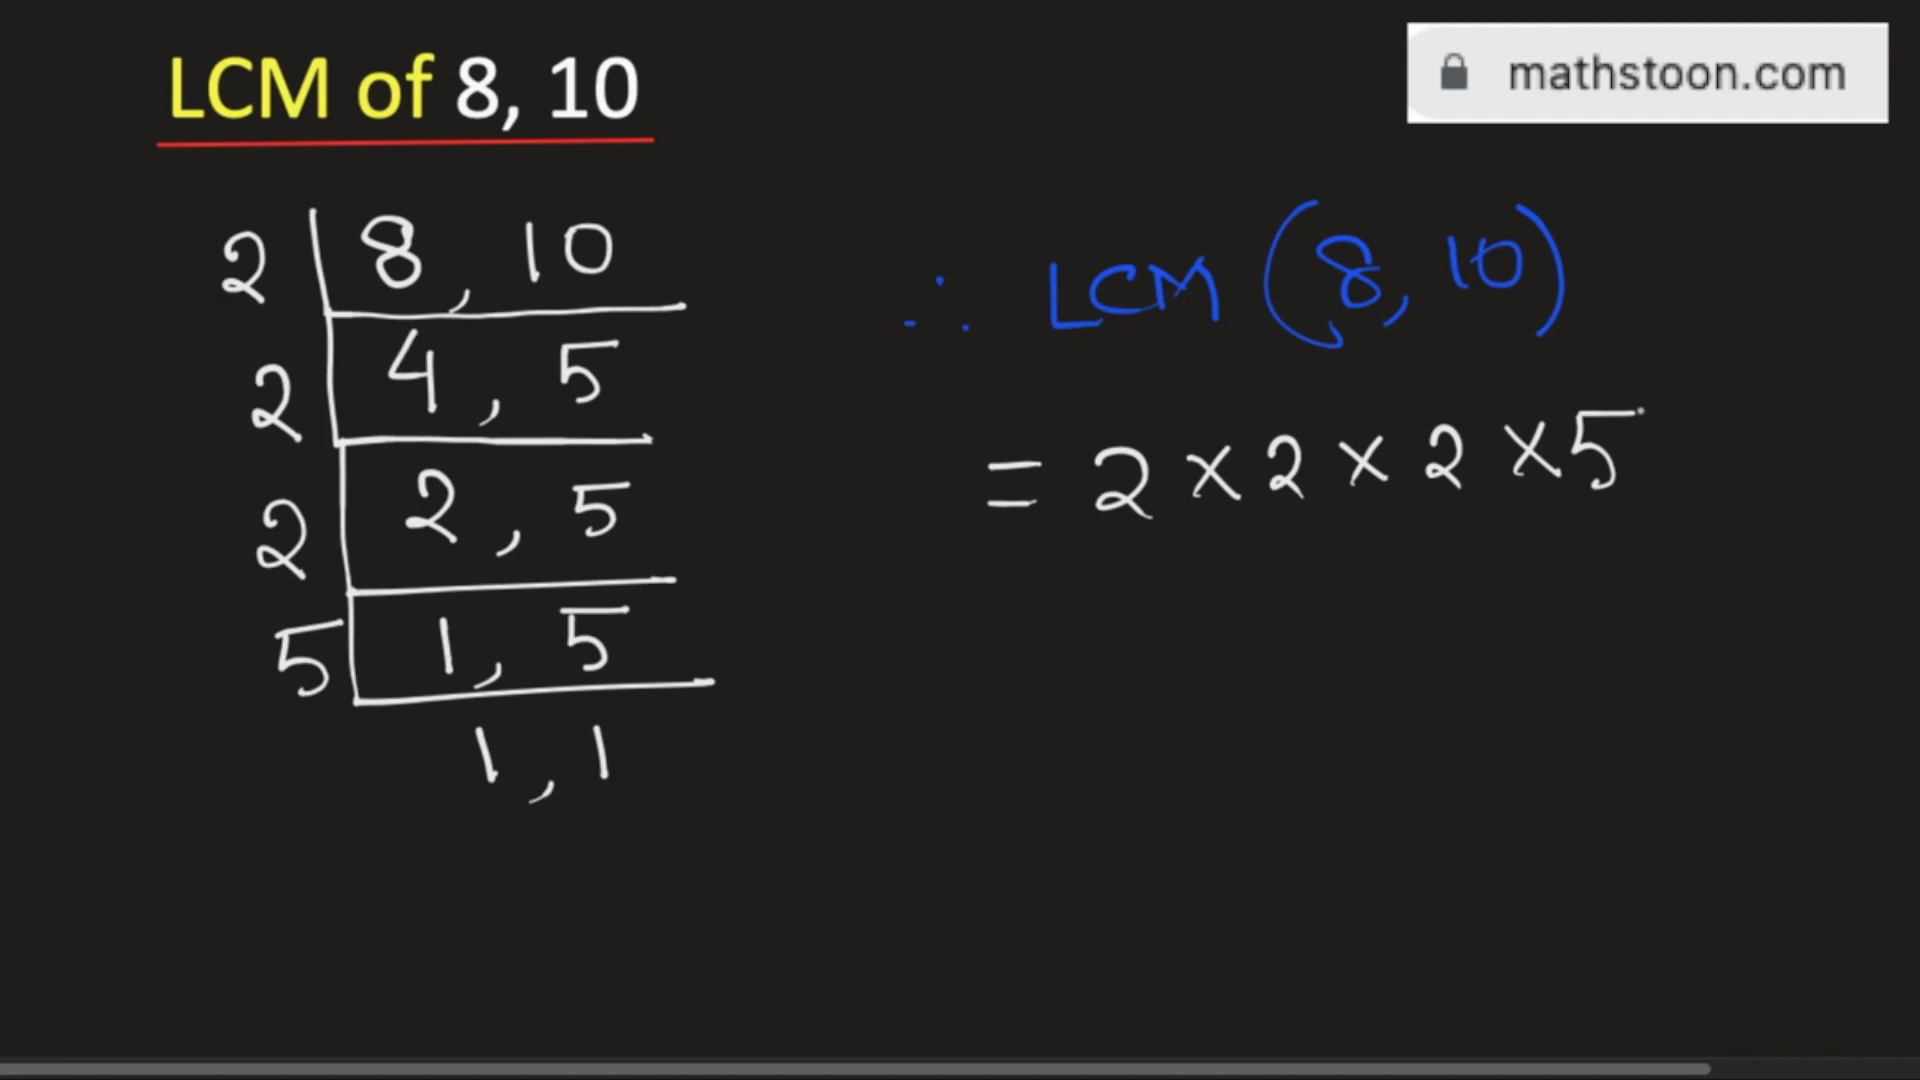 LCM of 8, 10
mathstoon.com
2 8, 10
2 4, 5
2 2, 5
5 1, 5
1, 1
∴ LCM (8, 10)
= 2 × 2 × 2 × 5